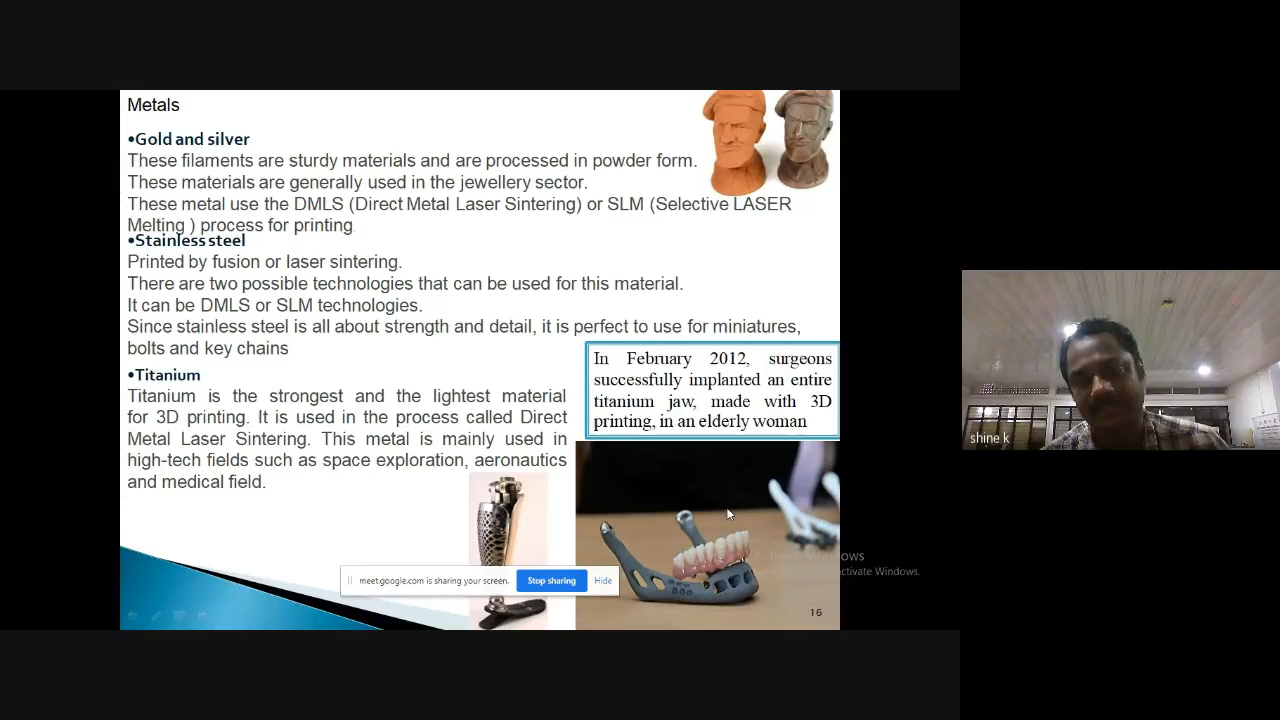 Metals
•Gold and silver
These filaments are sturdy materials and are processed in powder form.
These materials are generally used in the jewellery sector.
These metal use the DMLS (Direct Metal Laser Sintering) or SLM (Selective LASER
Melting ) process for printing.
•Stainless steel
Printed by fusion or laser sintering.
There are two possible technologies that can be used for this material.
It can be DMLS or SLM technologies.
Since stainless steel is all about strength and detail, it is perfect to use for miniatures,
bolts and key chains
•Titanium
Titanium is the strongest and the lightest material
for 3D printing. It is used in the process called Direct
Metal Laser Sintering. This metal is mainly used in
high-tech fields such as space exploration, aeronautics
and medical field.
In February 2012, surgeons
successfully implanted an entire
titanium jaw, made with 3D
printing, in an elderly woman
meet.google.com is sharing your screen.
Stop sharing
Hide
ctivate Windows.
16
shine k